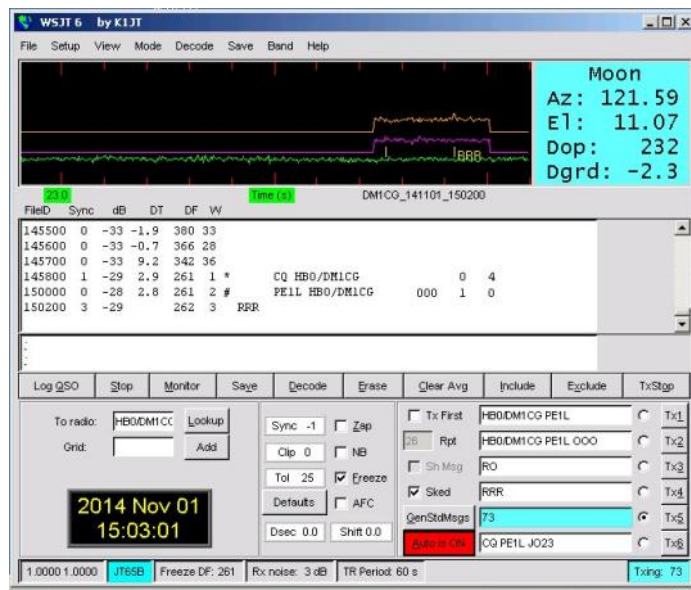 WSJT 6 by K1JT
File Setup View Mode Decode Save Band Help
Moon
Az: 121.59
El: 11.07
Dop: 232
Dgrd: -2.3
RRR
23.0 Time (s) DM1CG_141101_150200
FileID Sync dB DT DF W
145500 0 -33 -1.9 380 33
145600 0 -33 -0.7 366 28
145700 0 -33 9.2 342 36
145800 1 -29 2.9 261 1 * CQ HB0/DM1CG 0 4
150000 0 -28 2.8 261 2 # PE1L HB0/DM1CG 000 1 0
150200 3 -29 262 3 RRR
Log QSO Stop Monitor Save Decode Erase Clear Avg Include Exclude TxStop
To radio: HB0/DM1CG Lookup
Grid: Add
2014 Nov 01
15:03:01
Sync -1 Zap
Clip 0 NB
Tol 25 Freeze
Defaults AFC
Dsec 0.0 Shift 0.0
Tx First HB0/DM1CG PE1L Tx1
26 Rpt HB0/DM1CG PE1L OOO Tx2
Sh Msg RO Tx3
Sked RRR Tx4
GenStdMsgs 73 Tx5
Auto is ON CQ PE1L JO23 Tx6
1.0000 1.0000 JT65B Freeze DF: 261 Rx noise: 3 dB TR Period: 60 s Txing: 73